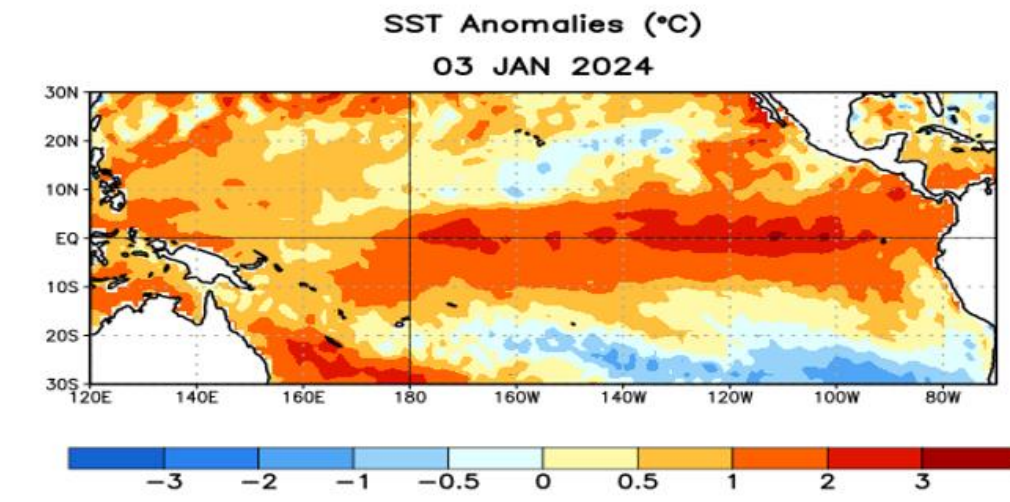 SST Anomalies (°C)
03 JAN 2024
30N
20N
10N
EQ
10S
20S
30S
120E 140E 160E 180 160W 140W 120W 100W 80W
−3 −2 −1 −0.5 0 0.5 1 2 3